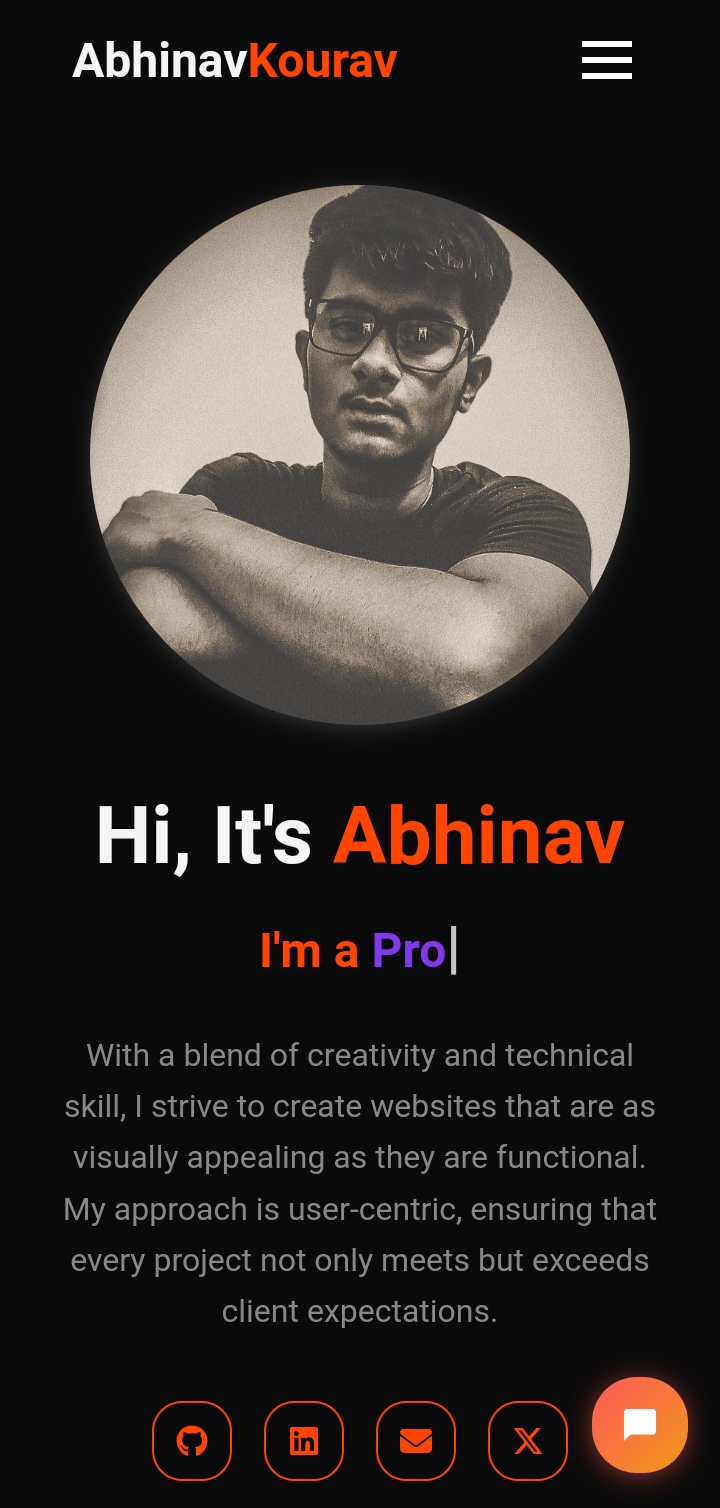 AbhinavKourav
Hi, It's Abhinav
I'm a Pro
With a blend of creativity and technical
skill, I strive to create websites that are as
visually appealing as they are functional.
My approach is user-centric, ensuring that
every project not only meets but exceeds
client expectations.